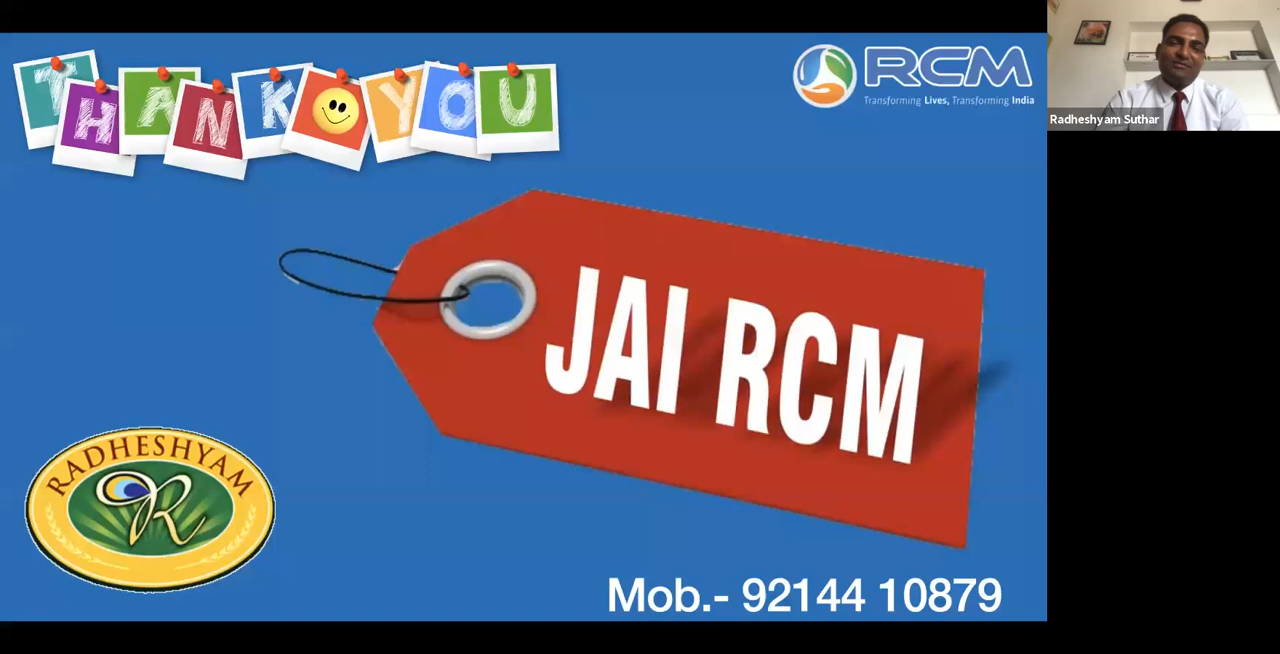 THANK YOU
RCM
Transforming Lives, Transforming India
Radheshyam Suthar
JAI RCM
RADHESHYAM
R
Mob.- 92144 10879